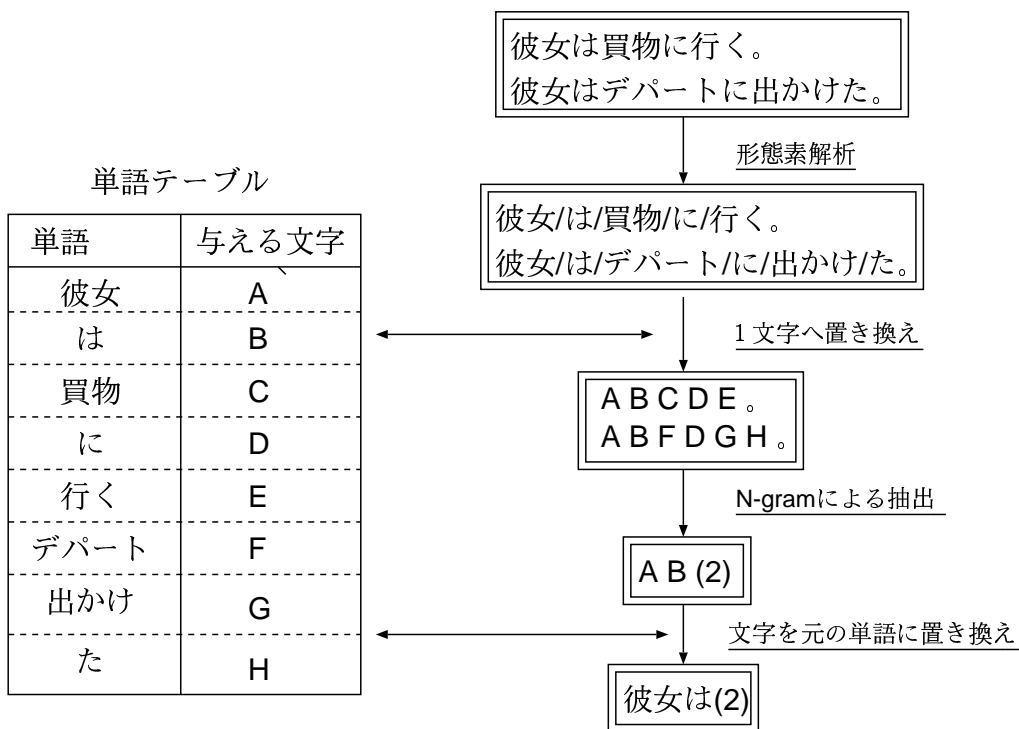 彼女は買物に行く。
彼女はデパートに出かけた。
形態素解析
彼女/は/買物/に/行く。
彼女/は/デパート/に/出かけ/た。
1文字へ置き換え
A B C D E 。
A B F D G H 。
N-gramによる抽出
A B (2)
文字を元の単語に置き換え
彼女は(2)
単語テーブル
単語 与える文字
彼女 A
は B
買物 C
に D
行く E
デパート F
出かけ G
た H